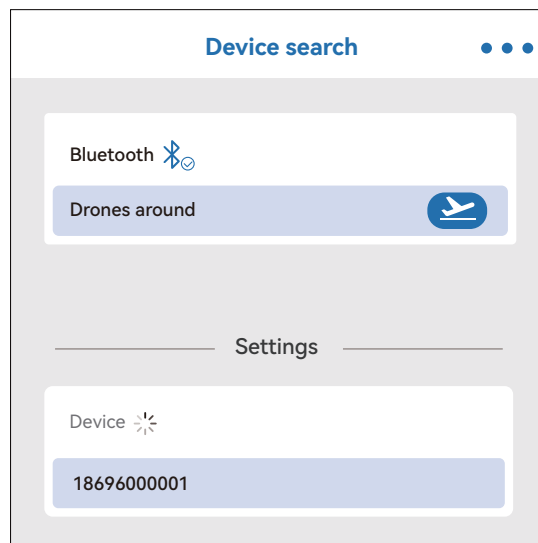 Device search
Bluetooth
Drones around
Settings
Device
18696000001